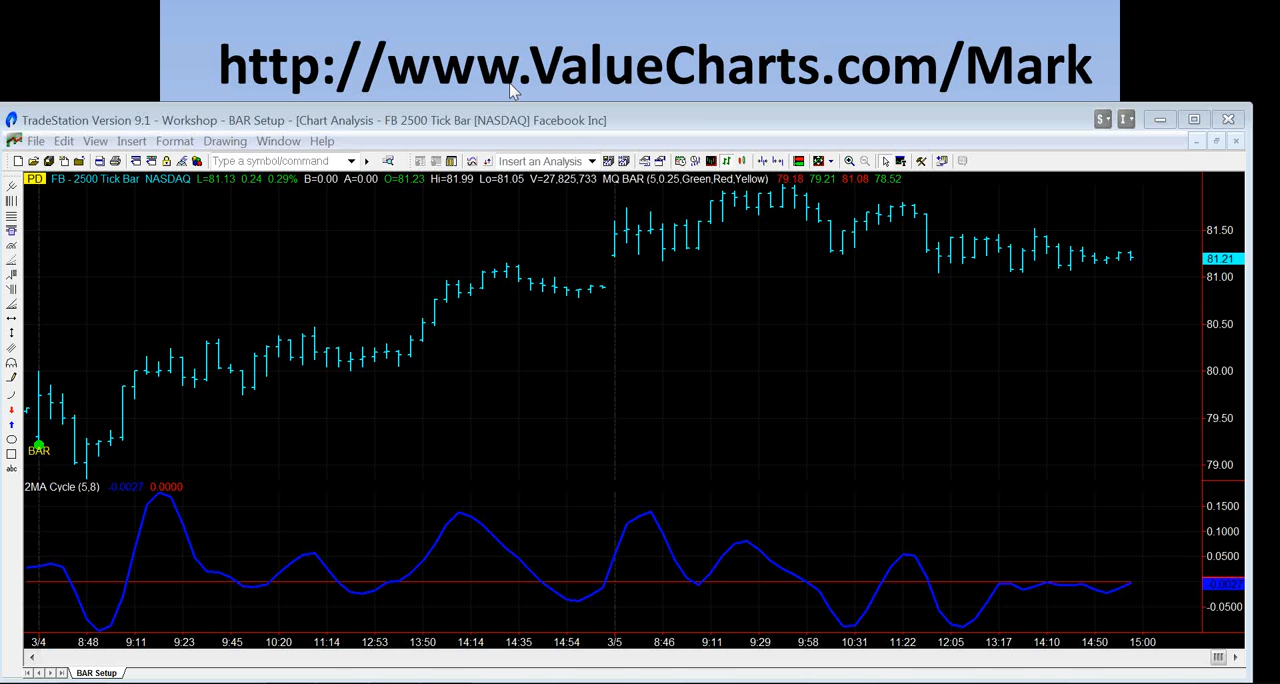 http://www.ValueCharts.com/Mark
TradeStation Version 9.1 - Workshop - BAR Setup - [Chart Analysis - FB 2500 Tick Bar [NASDAQ] Facebook Inc]
S I
File Edit View Insert Format Drawing Window Help
Type a symbol/command Insert an Analysis
PD FB - 2500 Tick Bar NASDAQ L=81.13 0.24 0.29% B=0.00 A=0.00 O=81.23 Hi=81.99 Lo=81.05 V=27,825,733 MQ BAR (5,0.25,Green,Red,Yellow) 79.18 79.21 81.08 78.52
81.50
81.21
81.00
80.50
80.00
79.50
BAR
79.00
2MA Cycle (5,8) -0.0027 0.0000
0.1500
0.1000
0.0500
-0.0027
-0.0500
abc
3/4 8:48 9:11 9:23 9:45 10:20 11:14 12:53 13:50 14:14 14:35 14:54 3/5 8:46 9:11 9:29 9:58 10:31 11:22 12:05 13:17 14:10 14:50 15:00
BAR Setup